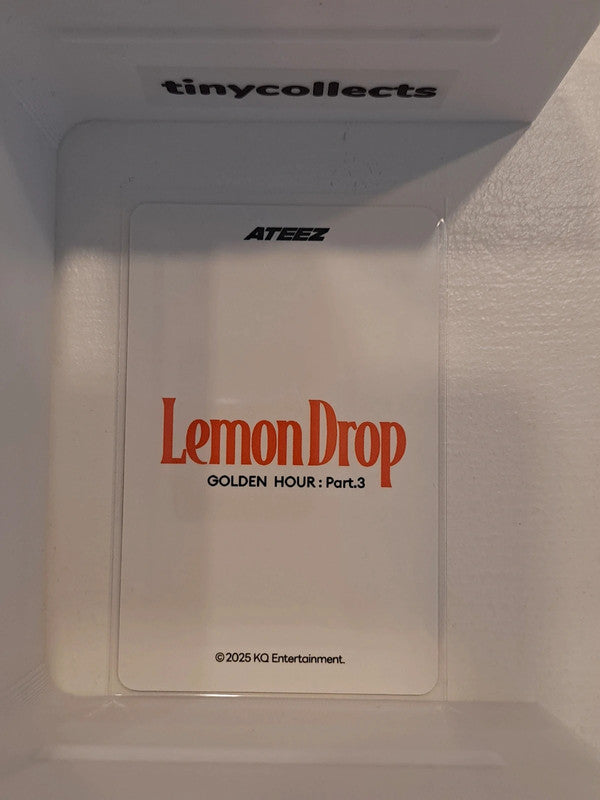 tinycollects
ATEEZ
Lemon Drop
GOLDEN HOUR : Part.3
©2025 KQ Entertainment.